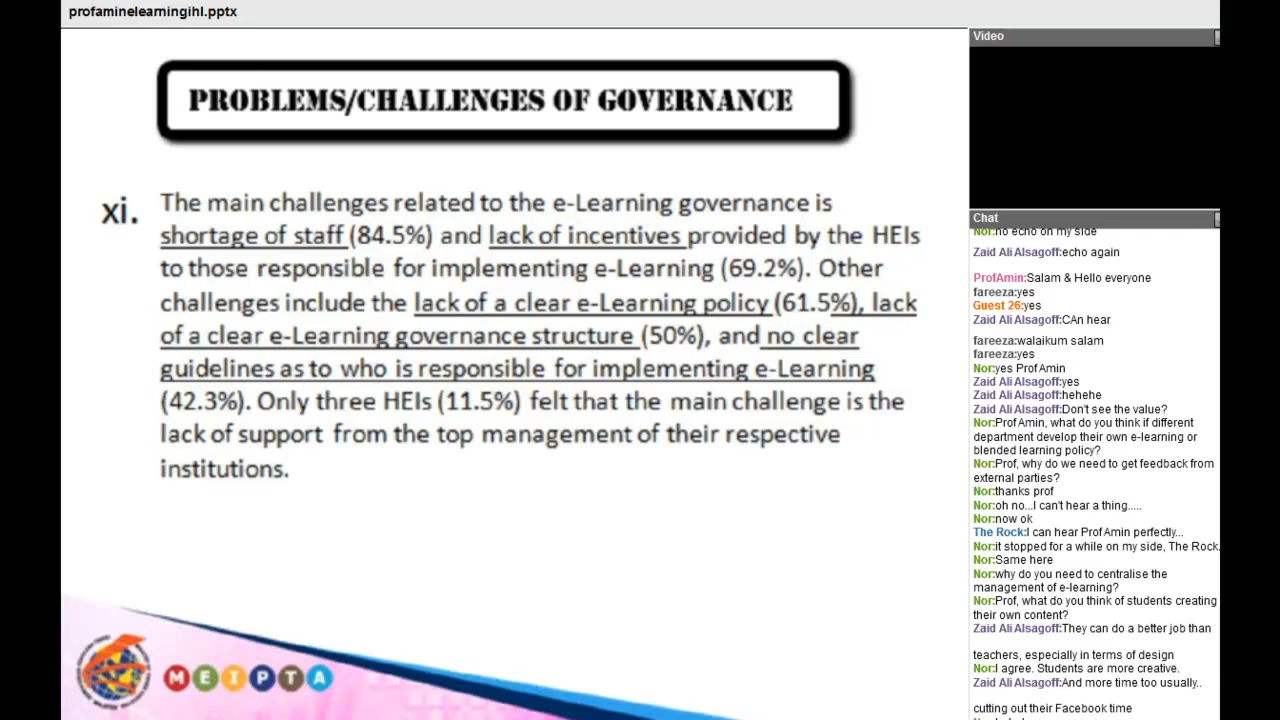 profaminelearningihl.pptx
PROBLEMS/CHALLENGES OF GOVERNANCE
xi.
The main challenges related to the e-Learning governance is
shortage of staff (84.5%) and lack of incentives provided by the HEIs
to those responsible for implementing e-Learning (69.2%). Other
challenges include the lack of a clear e-Learning policy (61.5%), lack
of a clear e-Learning governance structure (50%), and no clear
guidelines as to who is responsible for implementing e-Learning
(42.3%). Only three HEIs (11.5%) felt that the main challenge is the
lack of support from the top management of their respective
institutions.
MEIPTA
Video
Chat
Nor:no echo on my side
Zaid Ali Alsagoff:echo again
ProfAmin:Salam & Hello everyone
fareeza:yes
Guest 26:yes
Zaid Ali Alsagoff:CAn hear
fareeza:walaikum salam
fareeza:yes
Nor:yes Prof Amin
Zaid Ali Alsagoff:yes
Zaid Ali Alsagoff:hehehe
Zaid Ali Alsagoff:Don't see the value?
Nor:Prof Amin, what do you think if different
department develop their own e-learning or
blended learning policy?
Nor:Prof, why do we need to get feedback from
external parties?
Nor:thanks prof
Nor:oh no...I can't hear a thing.....
Nor:now ok
The Rock:I can hear Prof Amin perfectly...
Nor:it stopped for a while on my side, The Rock.
Nor:Same here
Nor:why do you need to centralise the
management of e-learning?
Nor:Prof, what do you think of students creating
their own content?
Zaid Ali Alsagoff:They can do a better job than
teachers, especially in terms of design
Nor:I agree. Students are more creative.
Zaid Ali Alsagoff:And more time too usually..
cutting out their Facebook time